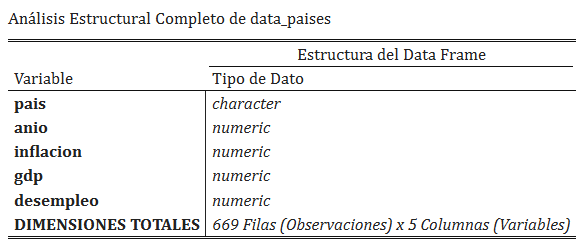 Análisis Estructural Completo de data_paises
Estructura del Data Frame
Variable Tipo de Dato
pais character
anio numeric
inflacion numeric
gdp numeric
desempleo numeric
DIMENSIONES TOTALES 669 Filas (Observaciones) x 5 Columnas (Variables)